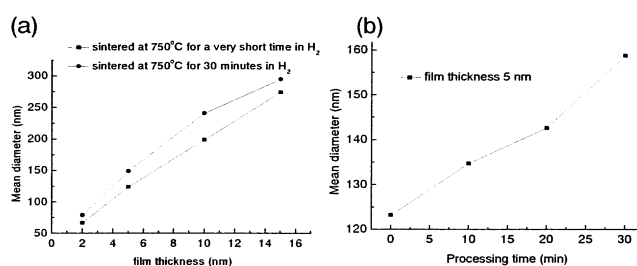 (a)
sintered at 750°C for a very short time in H2
sintered at 750°C for 30 minutes in H2
Mean diameter (nm)
300
250
200
150
100
50
0 2 4 6 8 10 12 14 16
film thickness (nm)
(b)
film thickness 5 nm
Mean diameter (nm)
160
150
140
130
120
0 5 10 15 20 25 30
Processing time (min)